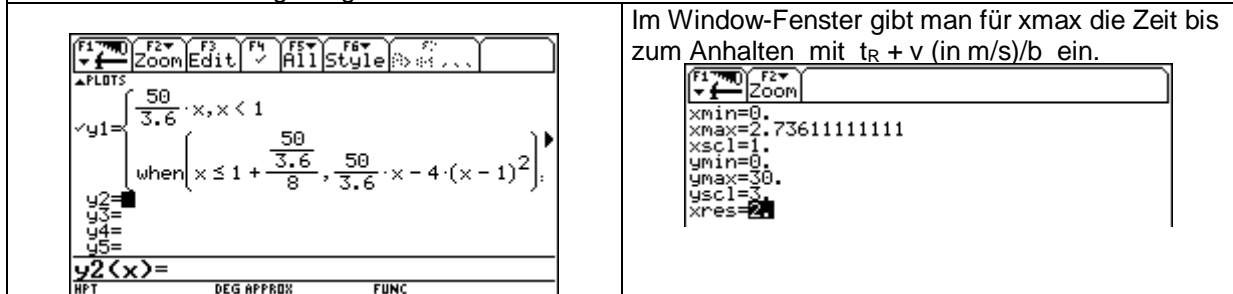 Im Window-Fenster gibt man für xmax die Zeit bis
zum Anhalten mit tR + v (in m/s)/b ein.
F1 F2▾ F3 F4 F5▾ F6▾
Zoom Edit ✓ All Style
▴PLOTS
✓y1={ 50/3.6·x, x < 1
when(x ≤ 1 + (50/3.6)/8, 50/3.6·x − 4·(x − 1)²),
y2=
y3=
y4=
y5=
y2(x)=
HPT DEG APPROX FUNC
F1 F2▾
Zoom
xmin=0.
xmax=2.73611111111
xscl=1.
ymin=0.
ymax=30.
yscl=3.
xres=2.